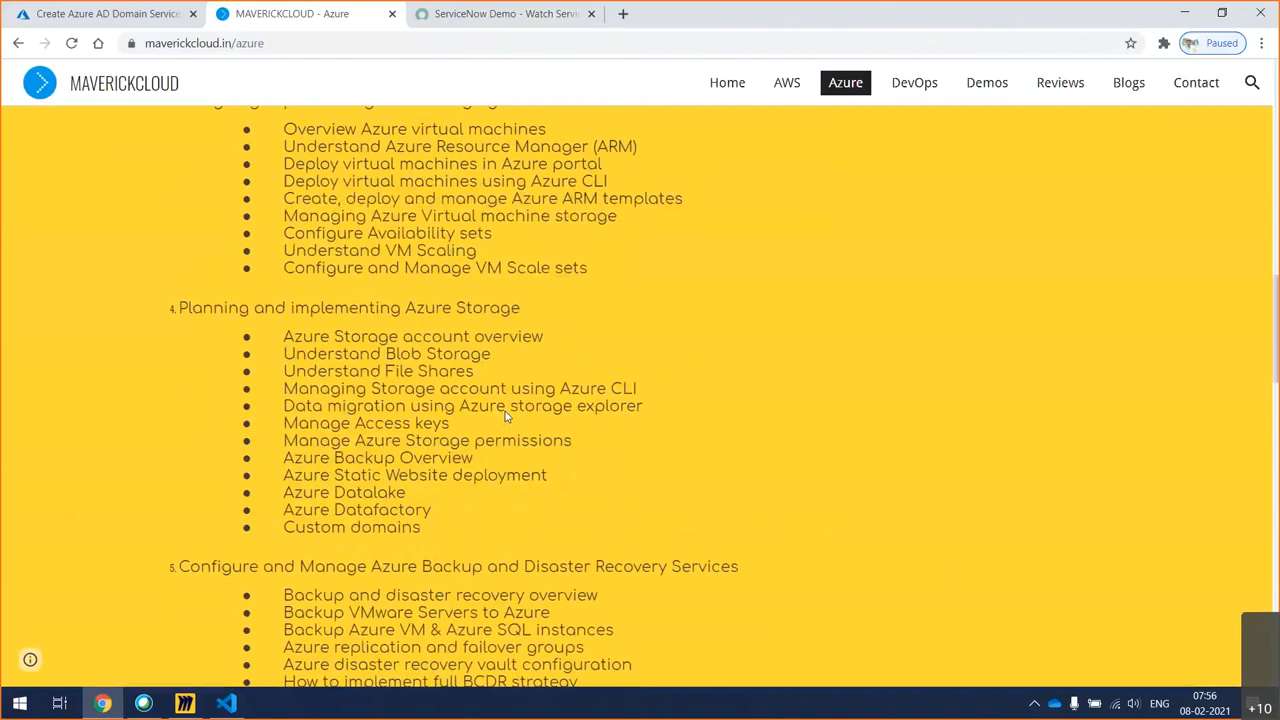 Create Azure AD Domain Service
MAVERICKCLOUD - Azure
ServiceNow Demo - Watch Servi
maverickcloud.in/azure
Paused
MAVERICKCLOUD
Home
AWS
Azure
DevOps
Demos
Reviews
Blogs
Contact
Overview Azure virtual machines
Understand Azure Resource Manager (ARM)
Deploy virtual machines in Azure portal
Deploy virtual machines using Azure CLI
Create, deploy and manage Azure ARM templates
Managing Azure Virtual machine storage
Configure Availability sets
Understand VM Scaling
Configure and Manage VM Scale sets
4. Planning and implementing Azure Storage
Azure Storage account overview
Understand Blob Storage
Understand File Shares
Managing Storage account using Azure CLI
Data migration using Azure storage explorer
Manage Access keys
Manage Azure Storage permissions
Azure Backup Overview
Azure Static Website deployment
Azure Datalake
Azure Datafactory
Custom domains
5. Configure and Manage Azure Backup and Disaster Recovery Services
Backup and disaster recovery overview
Backup VMware Servers to Azure
Backup Azure VM & Azure SQL instances
Azure replication and failover groups
Azure disaster recovery vault configuration
How to implement full BCDR strategy
ENG
07:56
08-02-2021
+10